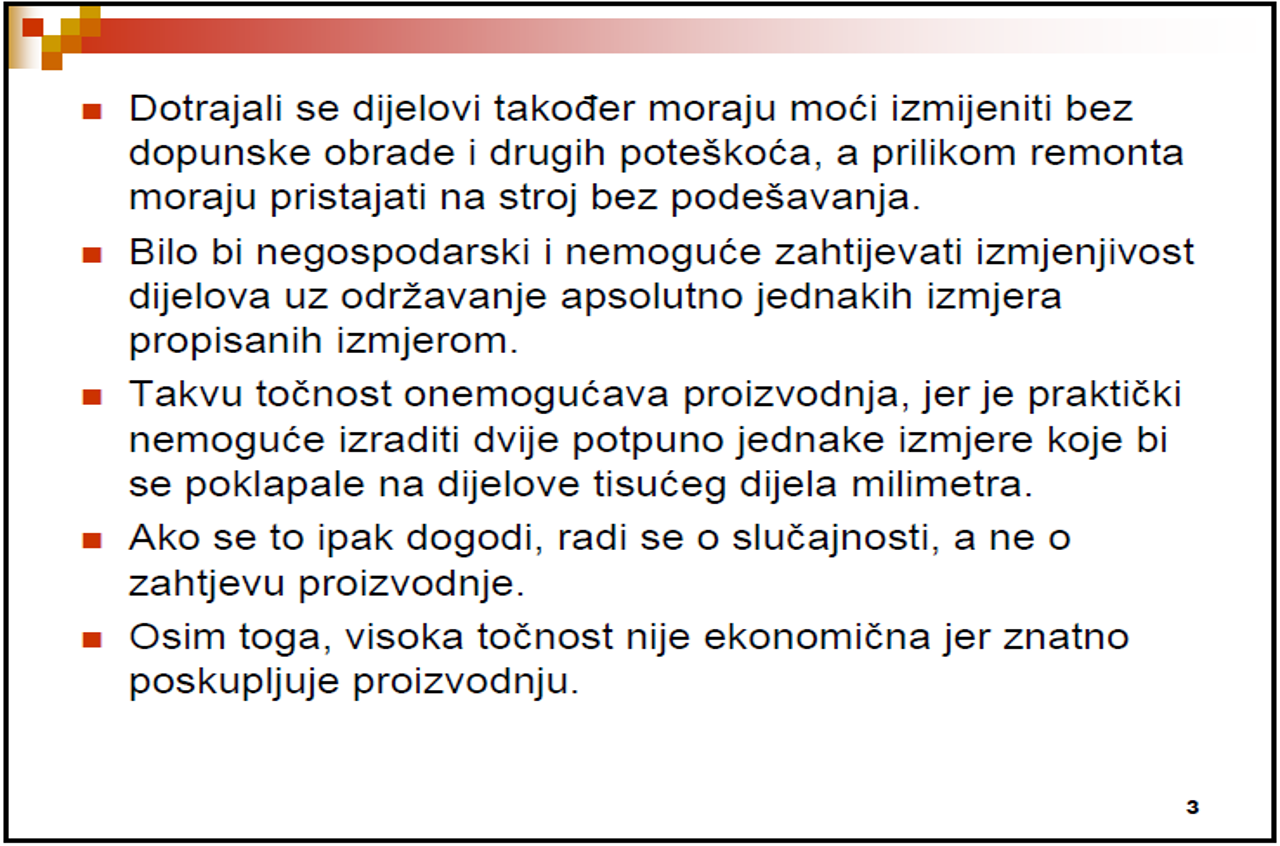 Dotrajali se dijelovi također moraju moći izmijeniti bez
dopunske obrade i drugih poteškoća, a prilikom remonta
moraju pristajati na stroj bez podešavanja.
Bilo bi negospodarski i nemoguće zahtijevati izmjenjivost
dijelova uz održavanje apsolutno jednakih izmjera
propisanih izmjerom.
Takvu točnost onemogućava proizvodnja, jer je praktički
nemoguće izraditi dvije potpuno jednake izmjere koje bi
se poklapale na dijelove tisućeg dijela milimetra.
Ako se to ipak dogodi, radi se o slučajnosti, a ne o
zahtjevu proizvodnje.
Osim toga, visoka točnost nije ekonomična jer znatno
poskupljuje proizvodnju.
3